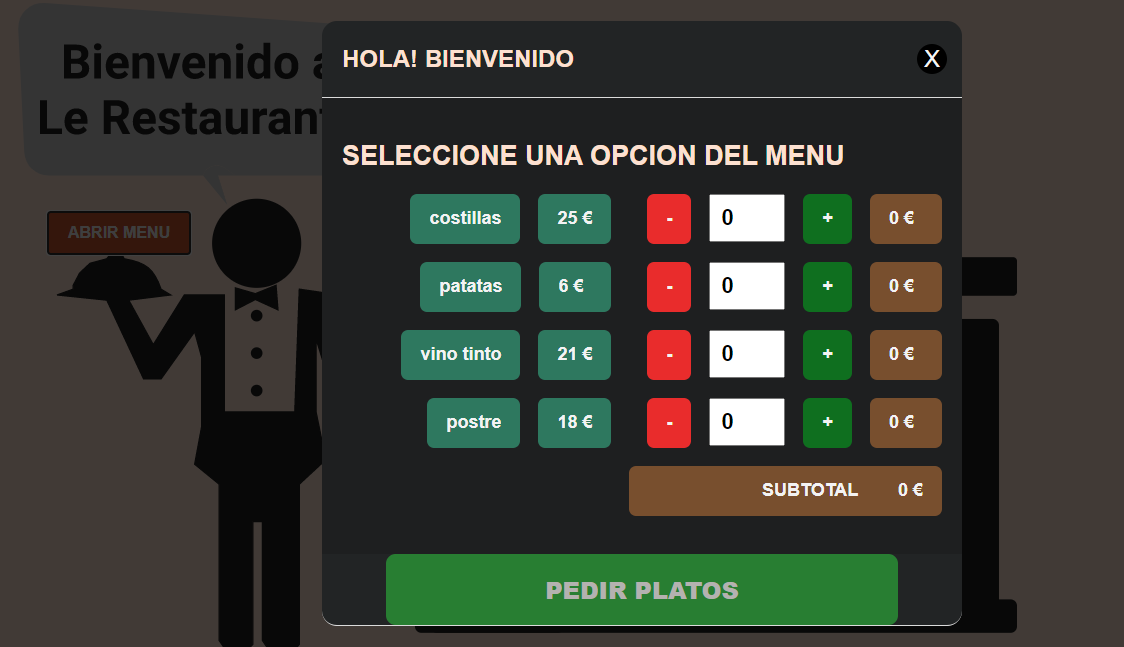 Bienvenido a
Le Restaurant
ABRIR MENU
HOLA! BIENVENIDO
X
SELECCIONE UNA OPCION DEL MENU
costillas 25 € - 0 + 0 €
patatas 6 € - 0 + 0 €
vino tinto 21 € - 0 + 0 €
postre 18 € - 0 + 0 €
SUBTOTAL 0 €
PEDIR PLATOS